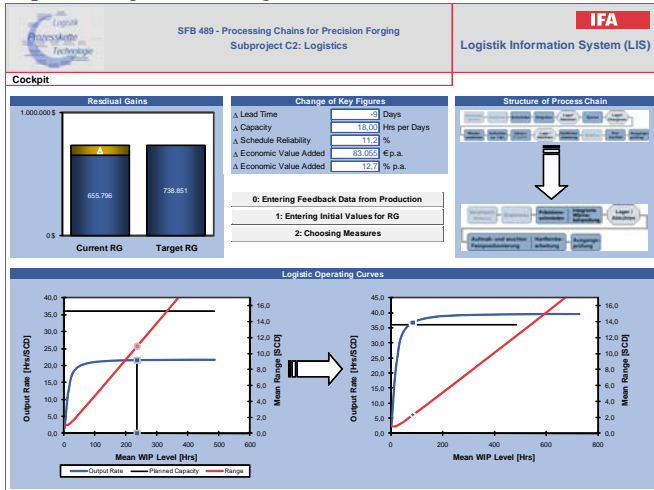 Logistik
Prozesskette
Technologie
SFB 489 - Processing Chains for Precision Forging
Subproject C2: Logistics
IFA
Logistik Information System (LIS)
Cockpit
Resdiual Gains
1.000.000 $
Δ
655.796
738.851
0 $
Current RG
Target RG
Change of Key Figures
Δ Lead Time -9 Days
Δ Capacity 18,00 Hrs per Days
Δ Schedule Reliability 11,2 %
Δ Economic Value Added 83.055 € p.a.
Δ Economic Value Added 12,7 % p.a.
0: Entering Feedback Data from Production
1: Entering Initial Values for RG
2: Choosing Measures
Structure of Process Chain
Lager / Abkühlen
Logistic Operating Curves
Output Rate [Hrs/SCD]
40,0
35,0
30,0
25,0
20,0
15,0
10,0
5,0
0,0
16,0
14,0
12,0
10,0
8,0
6,0
4,0
2,0
0,0
Mean Range [SCD]
0 100 200 300 400 500 600
Mean WIP Level [Hrs]
Output Rate Planned Capacity Range
Output Rate [Hrs/SCD]
45,0
40,0
35,0
30,0
25,0
20,0
15,0
10,0
5,0
0,0
16,0
14,0
12,0
10,0
8,0
6,0
4,0
2,0
0,0
Mean Range [SCD]
0 200 400 600 800
Mean WIP Level [Hrs]